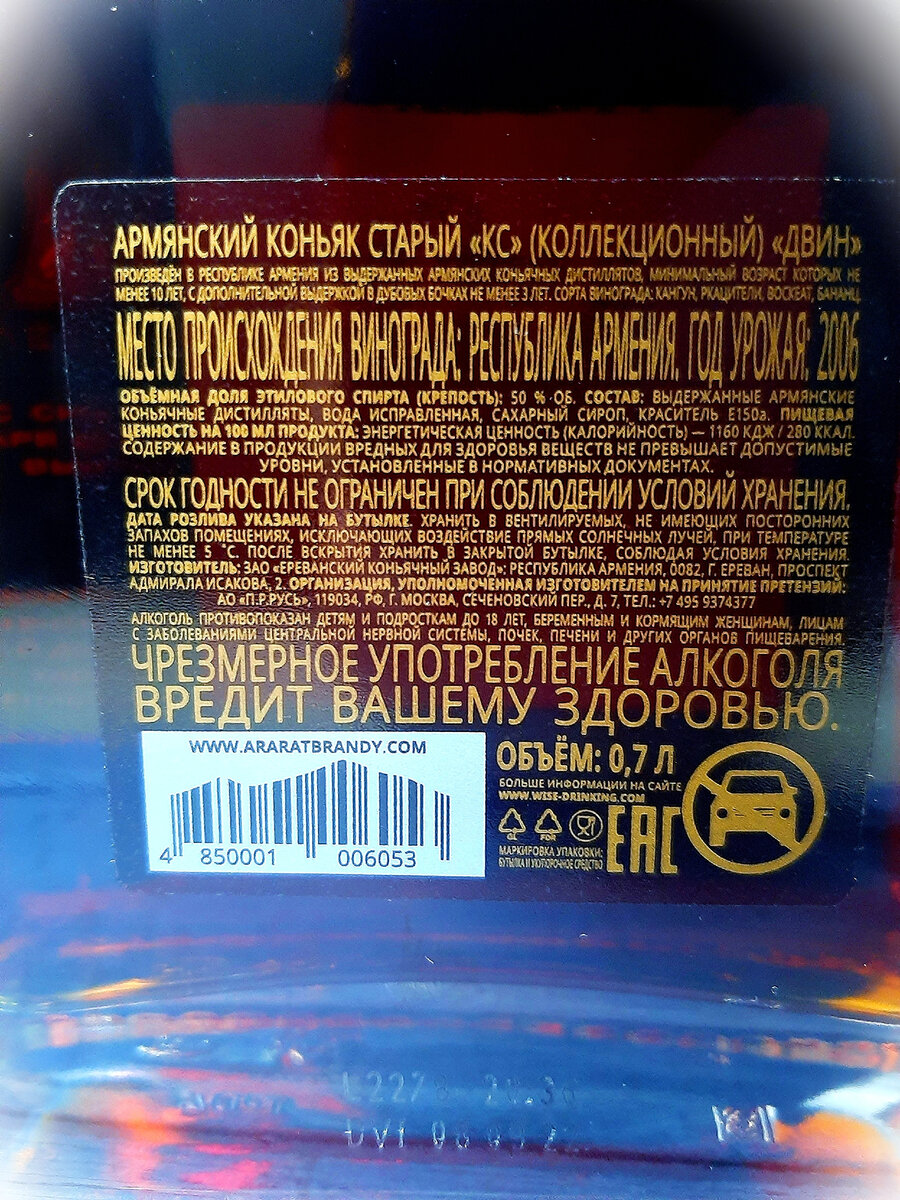 АРМЯНСКИЙ КОНЬЯК СТАРЫЙ «КС» (КОЛЛЕКЦИОННЫЙ) «ДВИН»
ПРОИЗВЕДЁН В РЕСПУБЛИКЕ АРМЕНИЯ ИЗ ВЫДЕРЖАННЫХ АРМЯНСКИХ КОНЬЯЧНЫХ ДИСТИЛЛЯТОВ, МИНИМАЛЬНЫЙ ВОЗРАСТ КОТОРЫХ НЕ
МЕНЕЕ 10 ЛЕТ, С ДОПОЛНИТЕЛЬНОЙ ВЫДЕРЖКОЙ В ДУБОВЫХ БОЧКАХ НЕ МЕНЕЕ 3 ЛЕТ. СОРТА ВИНОГРАДА: КАНГУН, РКАЦИТЕЛИ, ВОСКЕАТ, БАНАНЦ.
МЕСТО ПРОИСХОЖДЕНИЯ ВИНОГРАДА: РЕСПУБЛИКА АРМЕНИЯ. ГОД УРОЖАЯ: 2006
ОБЪЁМНАЯ ДОЛЯ ЭТИЛОВОГО СПИРТА (КРЕПОСТЬ): 50 % ОБ. СОСТАВ: ВЫДЕРЖАННЫЕ АРМЯНСКИЕ
КОНЬЯЧНЫЕ ДИСТИЛЛЯТЫ, ВОДА ИСПРАВЛЕННАЯ, САХАРНЫЙ СИРОП, КРАСИТЕЛЬ Е150а. ПИЩЕВАЯ
ЦЕННОСТЬ НА 100 МЛ ПРОДУКТА: ЭНЕРГЕТИЧЕСКАЯ ЦЕННОСТЬ (КАЛОРИЙНОСТЬ) — 1160 КДЖ / 280 ККАЛ.
СОДЕРЖАНИЕ В ПРОДУКЦИИ ВРЕДНЫХ ДЛЯ ЗДОРОВЬЯ ВЕЩЕСТВ НЕ ПРЕВЫШАЕТ ДОПУСТИМЫЕ
УРОВНИ, УСТАНОВЛЕННЫЕ В НОРМАТИВНЫХ ДОКУМЕНТАХ.
СРОК ГОДНОСТИ НЕ ОГРАНИЧЕН ПРИ СОБЛЮДЕНИИ УСЛОВИЙ ХРАНЕНИЯ.
ДАТА РОЗЛИВА УКАЗАНА НА БУТЫЛКЕ. ХРАНИТЬ В ВЕНТИЛИРУЕМЫХ, НЕ ИМЕЮЩИХ ПОСТОРОННИХ
ЗАПАХОВ ПОМЕЩЕНИЯХ, ИСКЛЮЧАЮЩИХ ВОЗДЕЙСТВИЕ ПРЯМЫХ СОЛНЕЧНЫХ ЛУЧЕЙ, ПРИ ТЕМПЕРАТУРЕ
НЕ МЕНЕЕ 5 °С. ПОСЛЕ ВСКРЫТИЯ ХРАНИТЬ В ЗАКРЫТОЙ БУТЫЛКЕ, СОБЛЮДАЯ УСЛОВИЯ ХРАНЕНИЯ.
ИЗГОТОВИТЕЛЬ: ЗАО «ЕРЕВАНСКИЙ КОНЬЯЧНЫЙ ЗАВОД»: РЕСПУБЛИКА АРМЕНИЯ, 0082, Г. ЕРЕВАН, ПРОСПЕКТ
АДМИРАЛА ИСАКОВА, 2. ОРГАНИЗАЦИЯ, УПОЛНОМОЧЕННАЯ ИЗГОТОВИТЕЛЕМ НА ПРИНЯТИЕ ПРЕТЕНЗИЙ:
АО «П.Р.РУСЬ», 119034, РФ, Г. МОСКВА, СЕЧЕНОВСКИЙ ПЕР., Д. 7, ТЕЛ.: +7 495 9374377
АЛКОГОЛЬ ПРОТИВОПОКАЗАН ДЕТЯМ И ПОДРОСТКАМ ДО 18 ЛЕТ, БЕРЕМЕННЫМ И КОРМЯЩИМ ЖЕНЩИНАМ, ЛИЦАМ
С ЗАБОЛЕВАНИЯМИ ЦЕНТРАЛЬНОЙ НЕРВНОЙ СИСТЕМЫ, ПОЧЕК, ПЕЧЕНИ И ДРУГИХ ОРГАНОВ ПИЩЕВАРЕНИЯ.
ЧРЕЗМЕРНОЕ УПОТРЕБЛЕНИЕ АЛКОГОЛЯ
ВРЕДИТ ВАШЕМУ ЗДОРОВЬЮ.
WWW.ARARATBRANDY.COM
4 850001 006053
ОБЪЁМ: 0,7 Л
БОЛЬШЕ ИНФОРМАЦИИ НА САЙТЕ
WWW.WISE-DRINKING.COM
GL FOR
EAC
МАРКИРОВКА УПАКОВКИ:
БУТЫЛКА И УКУПОРОЧНОЕ СРЕДСТВО